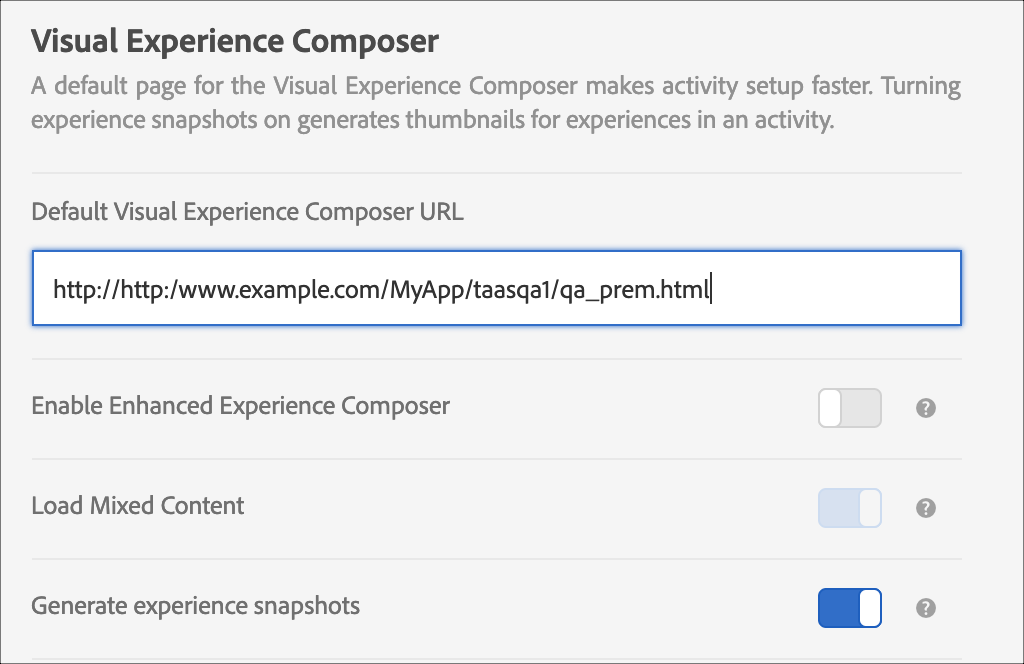 Visual Experience Composer
A default page for the Visual Experience Composer makes activity setup faster. Turning
experience snapshots on generates thumbnails for experiences in an activity.
Default Visual Experience Composer URL
http://http:/www.example.com/MyApp/taasqa1/qa_prem.html
Enable Enhanced Experience Composer
?
Load Mixed Content
?
Generate experience snapshots
?